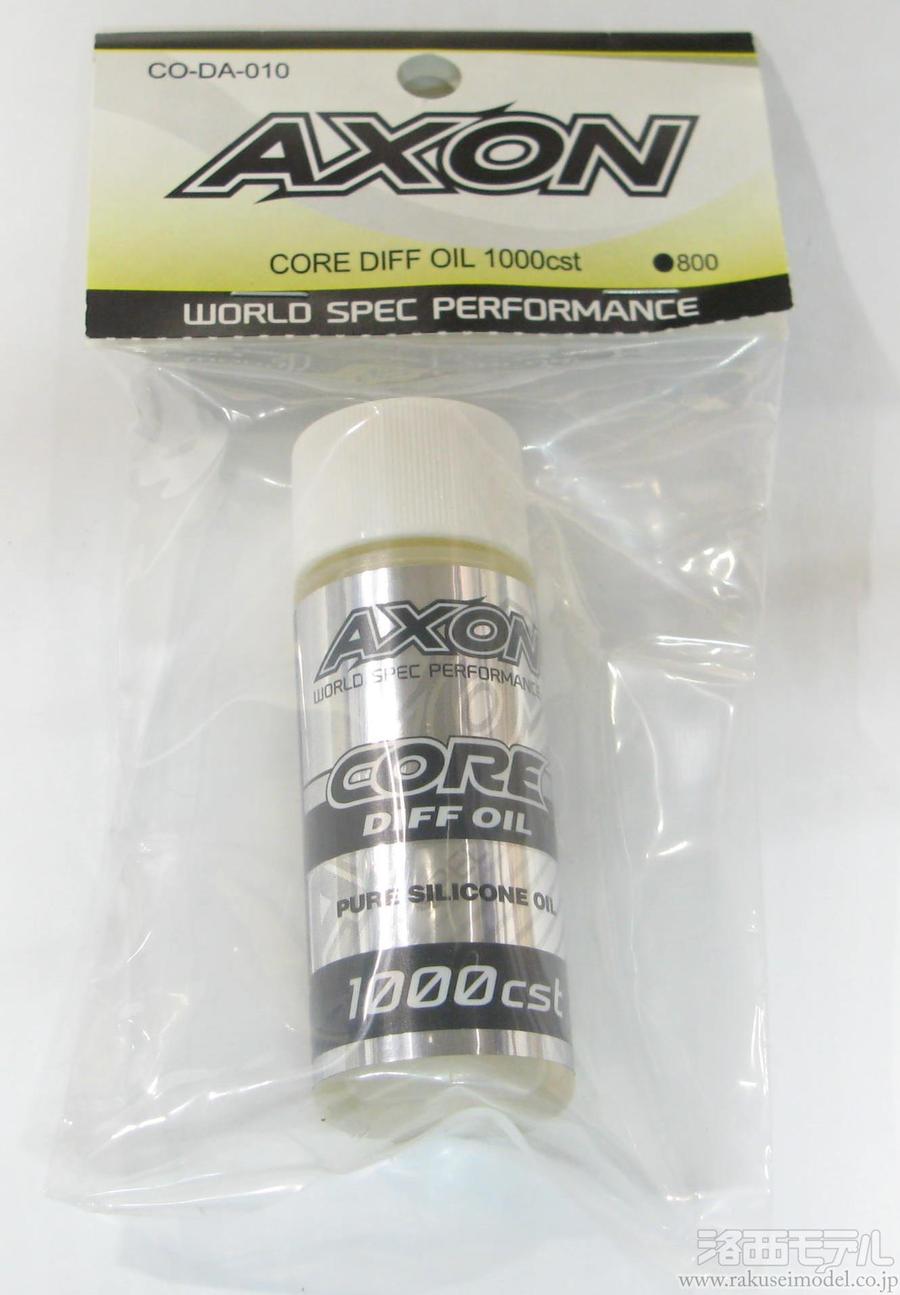 CO-DA-010
AXON
CORE DIFF OIL 1000cst ●800
WORLD SPEC PERFORMANCE
AXON
WORLD SPEC PERFORMANCE
CORE
DIFF OIL
PURE SILICONE OIL
1000cst
洛西モデル
www.rakuseimodel.co.jp